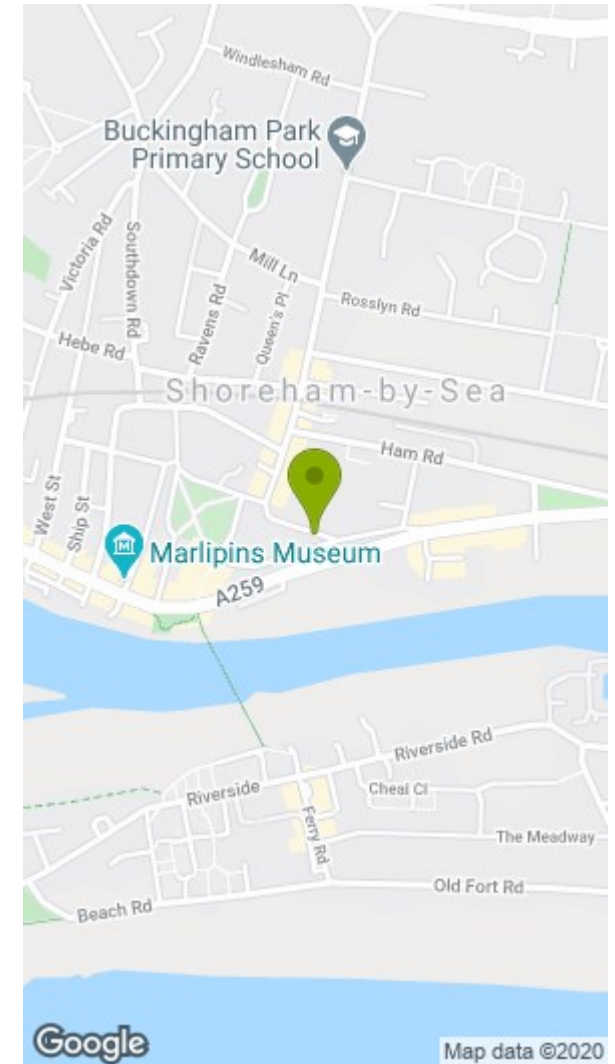 Windlesham Rd
Buckingham Park
Primary School
Victoria Rd
Southdown Rd
Mill Ln
Ravens Rd
Queen's Pl
Rosslyn Rd
Hebe Rd
Shoreham-by-Sea
Ham Rd
West St
Ship St
M
Marlipins Museum
A259
Riverside Rd
Riverside
Cheal Cl
Ferry Rd
The Meadway
Old Fort Rd
Beach Rd
Google
Map data ©2020